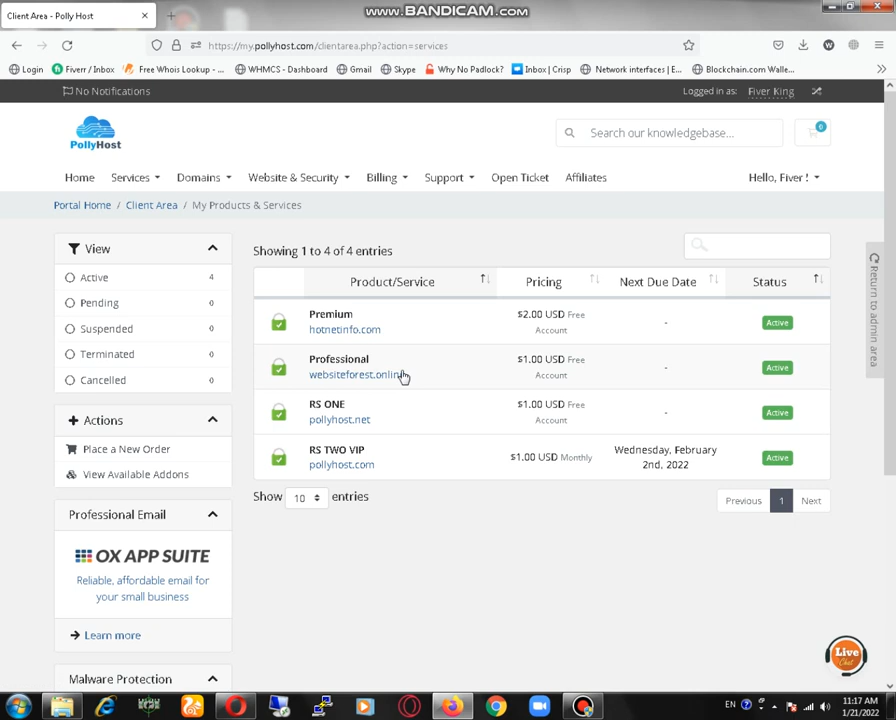 www.BANDICAM.com
Client Area - Polly Host
https://my.pollyhost.com/clientarea.php?action=services
Login
Fiverr / Inbox
Free Whois Lookup - ...
WHMCS - Dashboard
Gmail
Skype
Why No Padlock?
Inbox | Crisp
Network interfaces | E...
Blockchain.com Walle...
No Notifications
Logged in as: Fiver King
PollyHost
Search our knowledgebase...
0
Home Services Domains Website & Security Billing Support Open Ticket Affiliates Hello, Fiver !
Portal Home / Client Area / My Products & Services
View
Active 4
Pending 0
Suspended 0
Terminated 0
Cancelled 0
Actions
Place a New Order
View Available Addons
Professional Email
OX APP SUITE
Reliable, affordable email for
your small business
Learn more
Malware Protection
Showing 1 to 4 of 4 entries
Product/Service Pricing Next Due Date Status
Premium
hotnetinfo.com
$2.00 USD Free
Account
-
Active
Professional
websiteforest.online
$1.00 USD Free
Account
-
Active
RS ONE
pollyhost.net
$1.00 USD Free
Account
-
Active
RS TWO VIP
pollyhost.com
$1.00 USD Monthly
Wednesday, February
2nd, 2022
Active
Show 10 entries
Previous 1 Next
Return to admin area
Live
Chat
EN
11:17 AM
1/21/2022